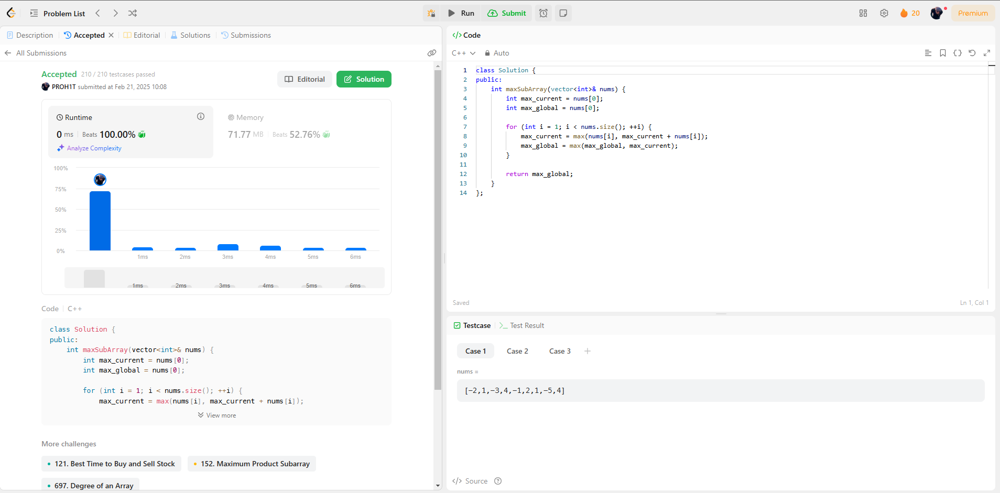 Problem List
Run
Submit
20
Premium
Description
Accepted
Editorial
Solutions
Submissions
All Submissions
Accepted 210 / 210 testcases passed
PROH1T submitted at Feb 21, 2025 10:08
Editorial
Solution
Runtime
0 ms Beats 100.00%
Analyze Complexity
Memory
71.77 MB Beats 52.76%
100%
75%
50%
25%
0%
1ms 2ms 3ms 4ms 5ms 6ms
1ms 2ms 3ms 4ms 5ms 6ms
Code C++
class Solution {
public:
    int maxSubArray(vector<int>& nums) {
        int max_current = nums[0];
        int max_global = nums[0];
        for (int i = 1; i < nums.size(); ++i) {
            max_current = max(nums[i], max_current + nums[i]);
View more
More challenges
121. Best Time to Buy and Sell Stock
152. Maximum Product Subarray
697. Degree of an Array
</> Code
C++ Auto
1 class Solution {
2 public:
3     int maxSubArray(vector<int>& nums) {
4         int max_current = nums[0];
5         int max_global = nums[0];
6
7         for (int i = 1; i < nums.size(); ++i) {
8             max_current = max(nums[i], max_current + nums[i]);
9             max_global = max(max_global, max_current);
10         }
11
12         return max_global;
13     }
14 };
Saved
Ln 1, Col 1
Testcase
Test Result
Case 1 Case 2 Case 3 +
nums =
[-2,1,-3,4,-1,2,1,-5,4]
</> Source